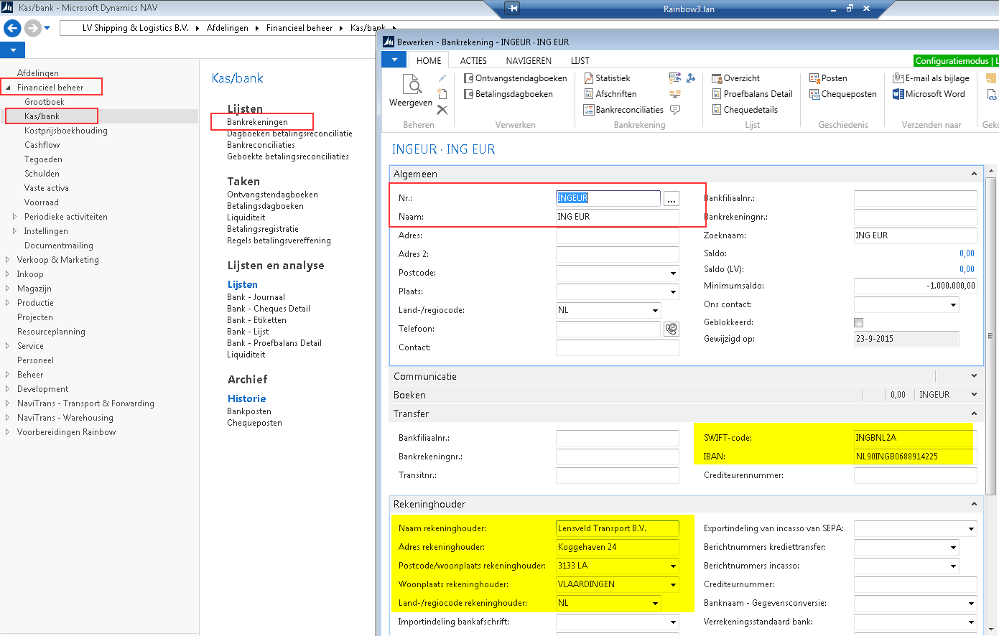 Kas/bank - Microsoft Dynamics NAV
Rainbow3.lan
LV Shipping & Logistics B.V. Afdelingen Financieel beheer Kas/bank
Afdelingen
Financieel beheer
Grootboek
Kas/bank
Kostprijsboekhouding
Cashflow
Tegoeden
Schulden
Vaste activa
Voorraad
Periodieke activiteiten
Instellingen
Documentmailing
Verkoop & Marketing
Inkoop
Magazijn
Productie
Projecten
Resourceplanning
Service
Personeel
Beheer
Development
NaviTrans - Transport & Forwarding
NaviTrans - Warehousing
Voorbereidingen Rainbow
Kas/bank
Lijsten
Bankrekeningen
Dagboeken betalingsreconciliatie
Bankreconciliaties
Geboekte betalingsreconciliaties
Taken
Ontvangstendagboeken
Betalingsdagboeken
Liquiditeit
Betalingsregistratie
Regels betalingsvereffening
Lijsten en analyse
Lijsten
Bank - Journaal
Bank - Cheques Detail
Bank - Etiketten
Bank - Lijst
Bank - Proefbalans Detail
Liquiditeit
Archief
Historie
Bankposten
Chequeposten
Bewerken - Bankrekening - INGEUR · ING EUR
HOME ACTIES NAVIGEREN LIJST
Configuratiemodus | L
Weergeven
Beheren
Ontvangstendagboeken
Betalingsdagboeken
Verwerken
Statistiek
Afschriften
Bankreconciliaties
Bankrekening
Overzicht
Proefbalans Detail
Chequedetails
Lijst
Posten
Chequeposten
Geschiedenis
E-mail als bijlage
Microsoft Word
Verzenden naar
INGEUR · ING EUR
Algemeen
Nr.: INGEUR ...
Naam: ING EUR
Adres:
Adres 2:
Postcode:
Plaats:
Land-/regiocode: NL
Telefoon:
Contact:
Bankfiliaalnr.:
Bankrekeningnr.:
Zoeknaam: ING EUR
Saldo: 0,00
Saldo (LV): 0,00
Minimumsaldo: -1.000.000,00
Ons contact:
Geblokkeerd:
Gewijzigd op: 23-9-2015
Communicatie
Boeken 0,00 INGEUR
Transfer
Bankfiliaalnr.:
Bankrekeningnr.:
Transitnr.:
SWIFT-code: INGBNL2A
IBAN: NL90INGB0688914225
Crediteurennummer:
Rekeninghouder
Naam rekeninghouder: Lensveld Transport B.V.
Adres rekeninghouder: Koggehaven 24
Postcode/woonplaats rekeninghouder: 3133 LA
Woonplaats rekeninghouder: VLAARDINGEN
Land-/regiocode rekeninghouder: NL
Importindeling bankafschrift:
Exportindeling van incasso van SEPA:
Berichtnummers krediettransfer:
Berichtnummers incasso:
Crediteurnummer:
Banknaam - Gegevensconversie:
Verrekeningsstandaard bank: